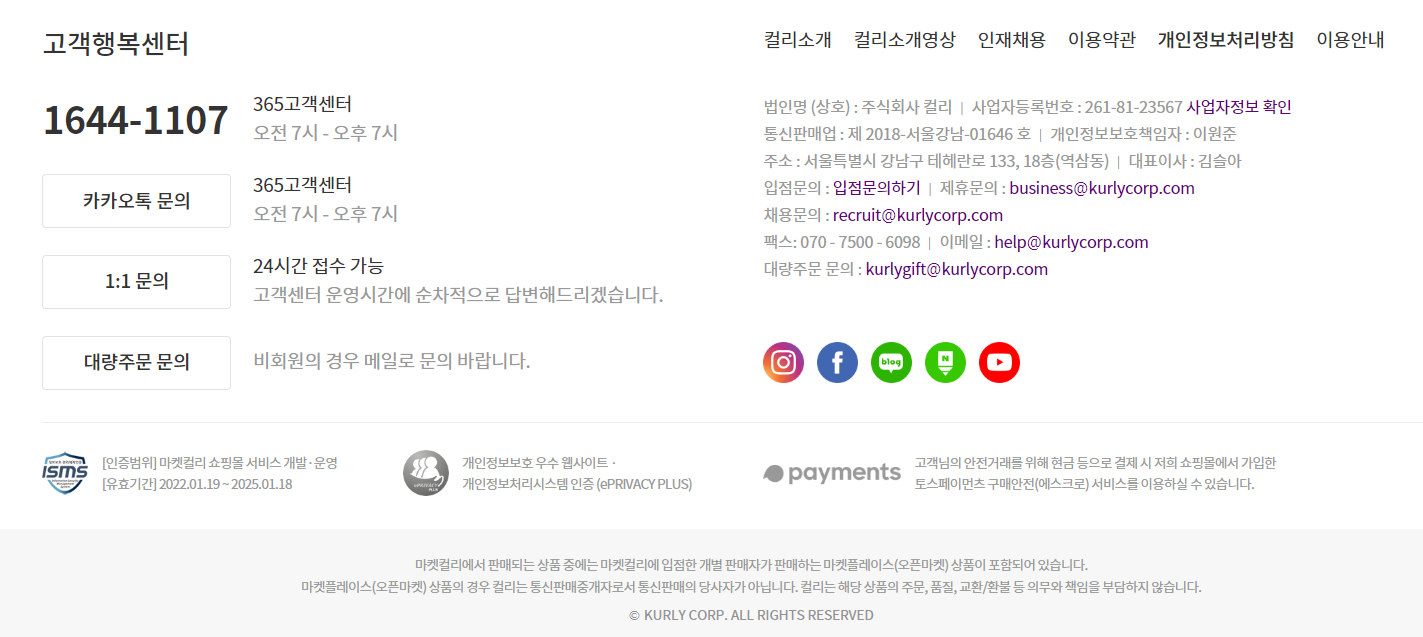 고객행복센터
1644-1107
365고객센터
오전 7시 - 오후 7시
카카오톡 문의
365고객센터
오전 7시 - 오후 7시
1:1 문의
24시간 접수 가능
고객센터 운영시간에 순차적으로 답변해드리겠습니다.
대량주문 문의
비회원의 경우 메일로 문의 바랍니다.
컬리소개 컬리소개영상 인재채용 이용약관 개인정보처리방침 이용안내
법인명 (상호) : 주식회사 컬리 | 사업자등록번호 : 261-81-23567 사업자정보 확인
통신판매업 : 제 2018-서울강남-01646 호 | 개인정보보호책임자 : 이원준
주소 : 서울특별시 강남구 테헤란로 133, 18층(역삼동) | 대표이사 : 김슬아
입점문의 : 입점문의하기 | 제휴문의 : business@kurlycorp.com
채용문의 : recruit@kurlycorp.com
팩스: 070 - 7500 - 6098 | 이메일 : help@kurlycorp.com
대량주문 문의 : kurlygift@kurlycorp.com
blog
N
ISMS
[인증범위] 마켓컬리 쇼핑몰 서비스 개발·운영
[유효기간] 2022.01.19 ~ 2025.01.18
ePRIVACY
PLUS
개인정보보호 우수 웹사이트 ·
개인정보처리시스템 인증 (ePRIVACY PLUS)
payments
고객님의 안전거래를 위해 현금 등으로 결제 시 저희 쇼핑몰에서 가입한
토스페이먼츠 구매안전(에스크로) 서비스를 이용하실 수 있습니다.
마켓컬리에서 판매되는 상품 중에는 마켓컬리에 입점한 개별 판매자가 판매하는 마켓플레이스(오픈마켓) 상품이 포함되어 있습니다.
마켓플레이스(오픈마켓) 상품의 경우 컬리는 통신판매중개자로서 통신판매의 당사자가 아닙니다. 컬리는 해당 상품의 주문, 품질, 교환/환불 등 의무와 책임을 부담하지 않습니다.
© KURLY CORP. ALL RIGHTS RESERVED